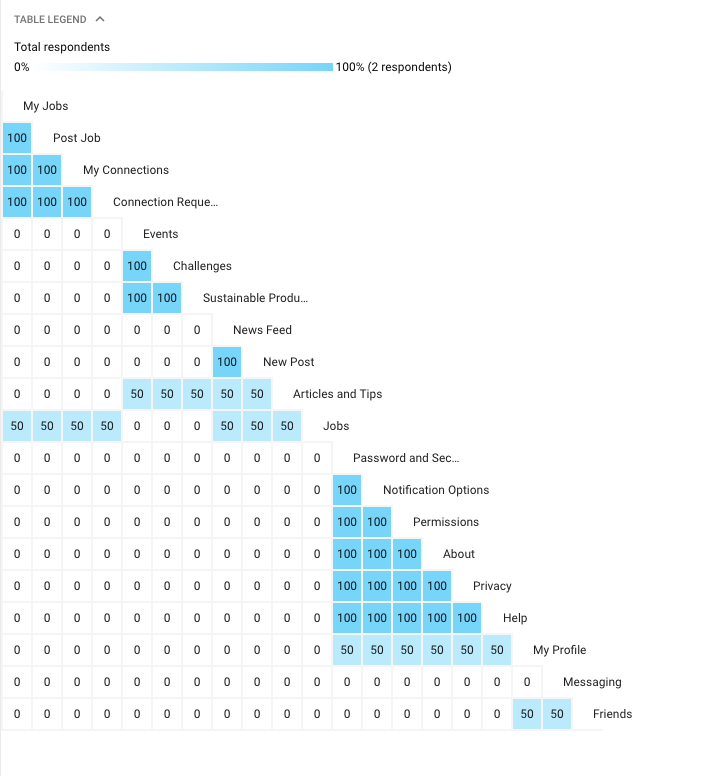 TABLE LEGEND
Total respondents
0% 100% (2 respondents)
My Jobs
100 Post Job
100 100 My Connections
100 100 100 Connection Reque...
0 0 0 0 Events
0 0 0 0 100 Challenges
0 0 0 0 100 100 Sustainable Produ...
0 0 0 0 0 0 0 News Feed
0 0 0 0 0 0 0 100 New Post
0 0 0 0 50 50 50 50 50 Articles and Tips
50 50 50 50 0 0 0 50 50 50 Jobs
0 0 0 0 0 0 0 0 0 0 0 Password and Sec...
0 0 0 0 0 0 0 0 0 0 0 100 Notification Options
0 0 0 0 0 0 0 0 0 0 0 100 100 Permissions
0 0 0 0 0 0 0 0 0 0 0 100 100 100 About
0 0 0 0 0 0 0 0 0 0 0 100 100 100 100 Privacy
0 0 0 0 0 0 0 0 0 0 0 100 100 100 100 100 Help
0 0 0 0 0 0 0 0 0 0 0 50 50 50 50 50 50 My Profile
0 0 0 0 0 0 0 0 0 0 0 0 0 0 0 0 0 0 Messaging
0 0 0 0 0 0 0 0 0 0 0 0 0 0 0 0 0 50 50 Friends